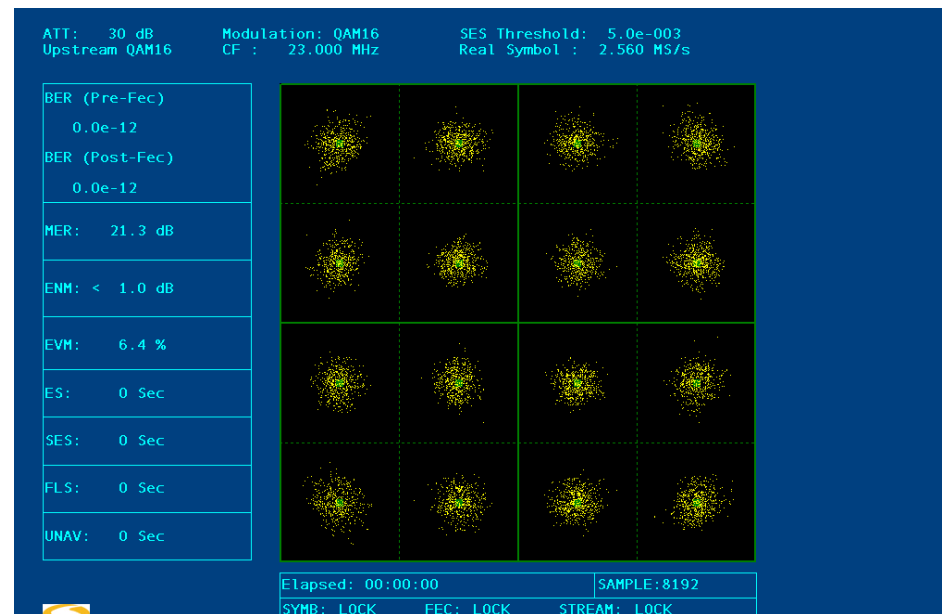 ATT: 30 dB Modulation: QAM16 SES Threshold: 5.0e-003
Upstream QAM16 CF : 23.000 MHz Real Symbol : 2.560 MS/s
BER (Pre-Fec)
0.0e-12
BER (Post-Fec)
0.0e-12
MER: 21.3 dB
ENM: < 1.0 dB
EVM: 6.4 %
ES: 0 Sec
SES: 0 Sec
FLS: 0 Sec
UNAV: 0 Sec
Elapsed: 00:00:00 SAMPLE:8192
SYMB: LOCK FEC: LOCK STREAM: LOCK